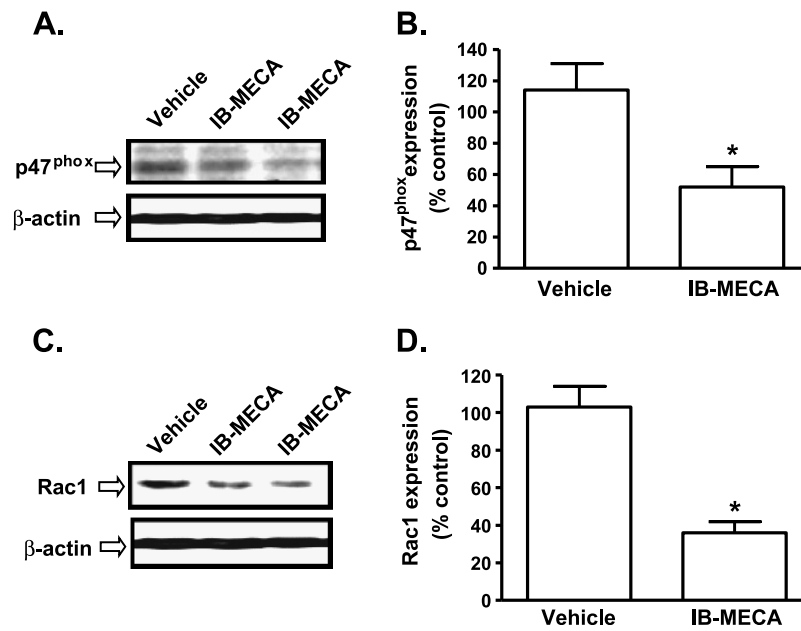 A.
Vehicle
IB-MECA
IB-MECA
p47phox
β-actin
B.
p47phox expression
(% control)
140
120
100
80
60
40
20
0
*
Vehicle
IB-MECA
C.
Vehicle
IB-MECA
IB-MECA
Rac1
β-actin
D.
Rac1 expression
(% control)
120
100
80
60
40
20
0
*
Vehicle
IB-MECA